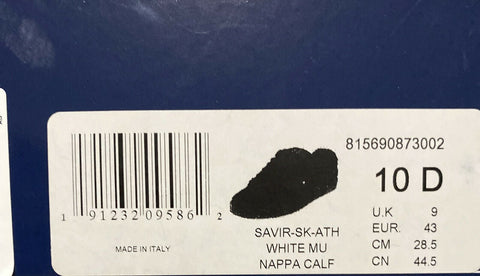 815690873002
10 D
U.K 9
EUR. 43
CM 28.5
CN 44.5
1 91232 09586 2
MADE IN ITALY
SAVIR-SK-ATH
WHITE MU
NAPPA CALF